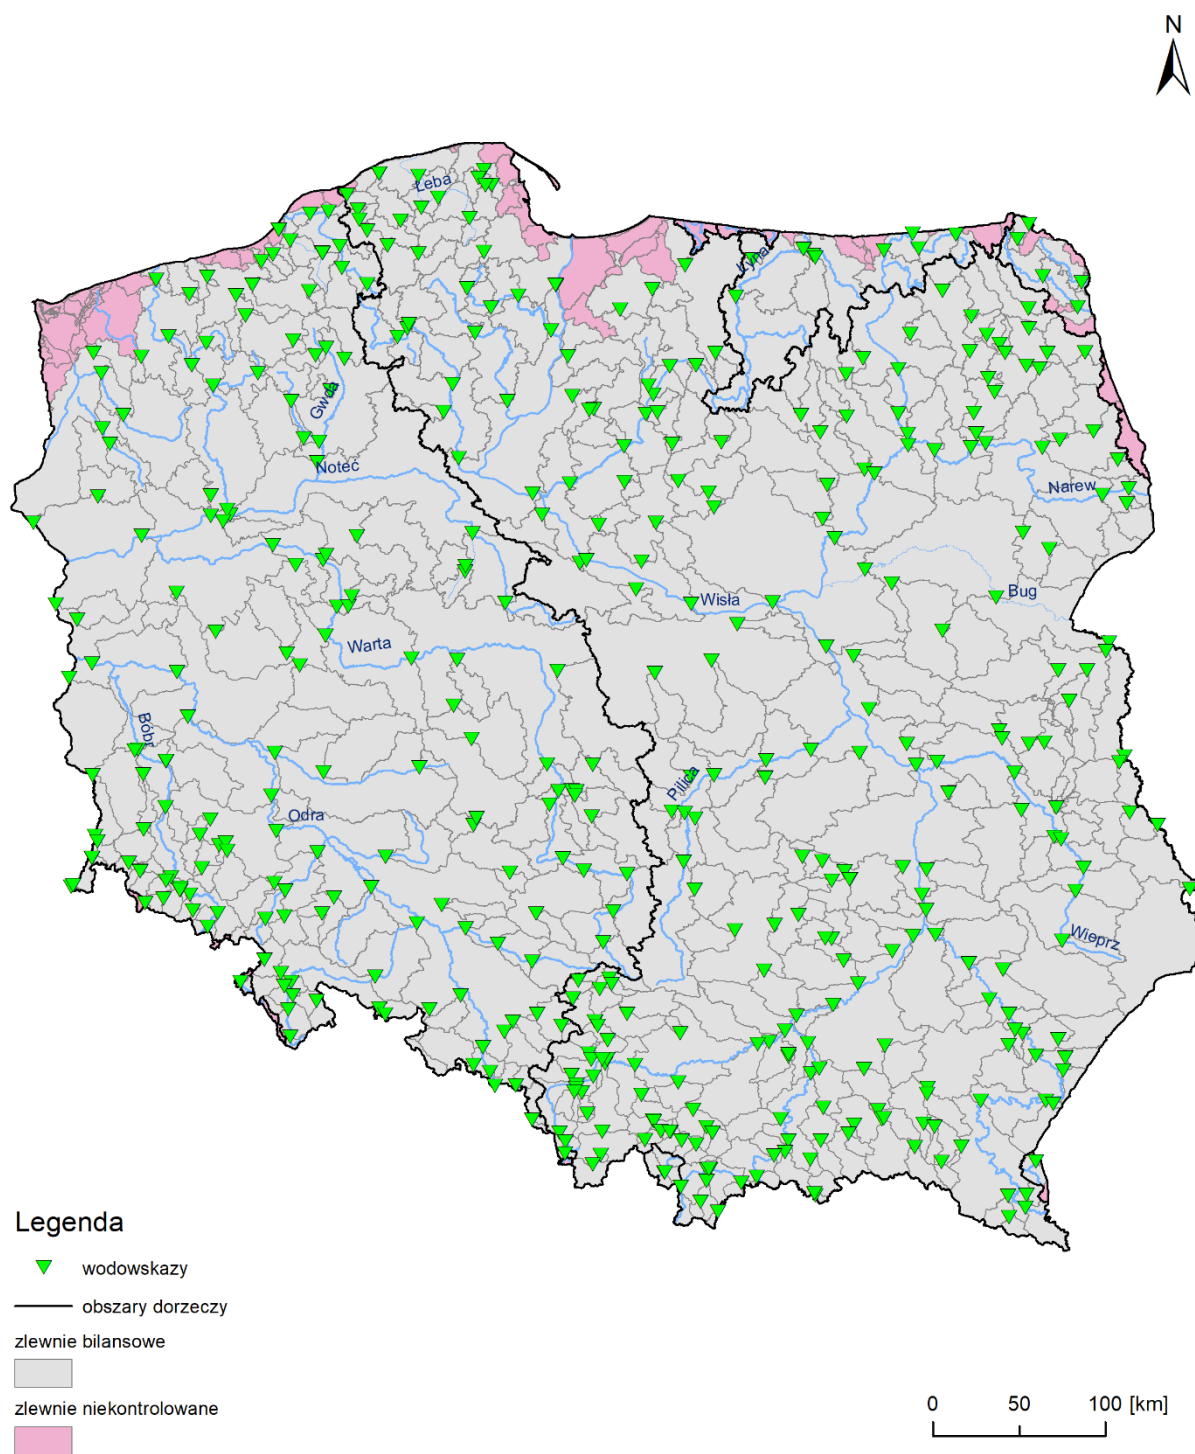 N
Łeba
Łyna
Gwda
Noteć
Narew
Bug
Wisła
Warta
Bóbr
Pilica
Odra
Wieprz
Legenda
wodowskazy
obszary dorzeczy
zlewnie bilansowe
zlewnie niekontrolowane
0 50 100 [km]